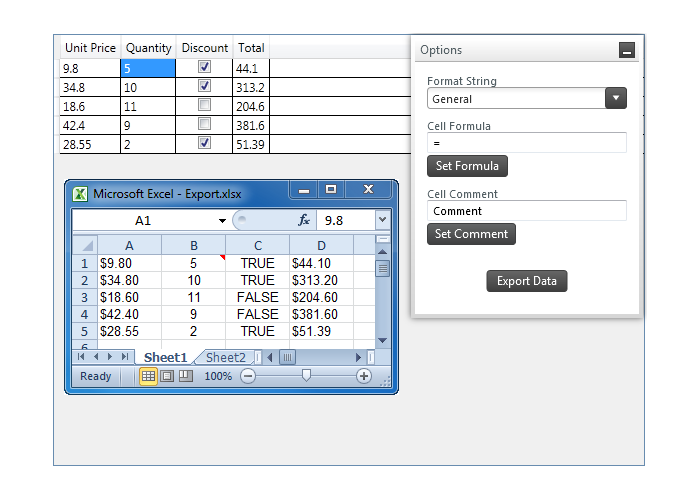 Unit Price Quantity Discount Total
9.8 5 44.1
34.8 10 313.2
18.6 11 204.6
42.4 9 381.6
28.55 2 51.39
Options
Format String
General
Cell Formula
=
Set Formula
Cell Comment
Comment
Set Comment
Export Data
Microsoft Excel - Export.xlsx
A1 fx 9.8
A B C D
1 $9.80 5 TRUE $44.10
2 $34.80 10 TRUE $313.20
3 $18.60 11 FALSE $204.60
4 $42.40 9 FALSE $381.60
5 $28.55 2 TRUE $51.39
6
Sheet1 Sheet2
Ready 100%